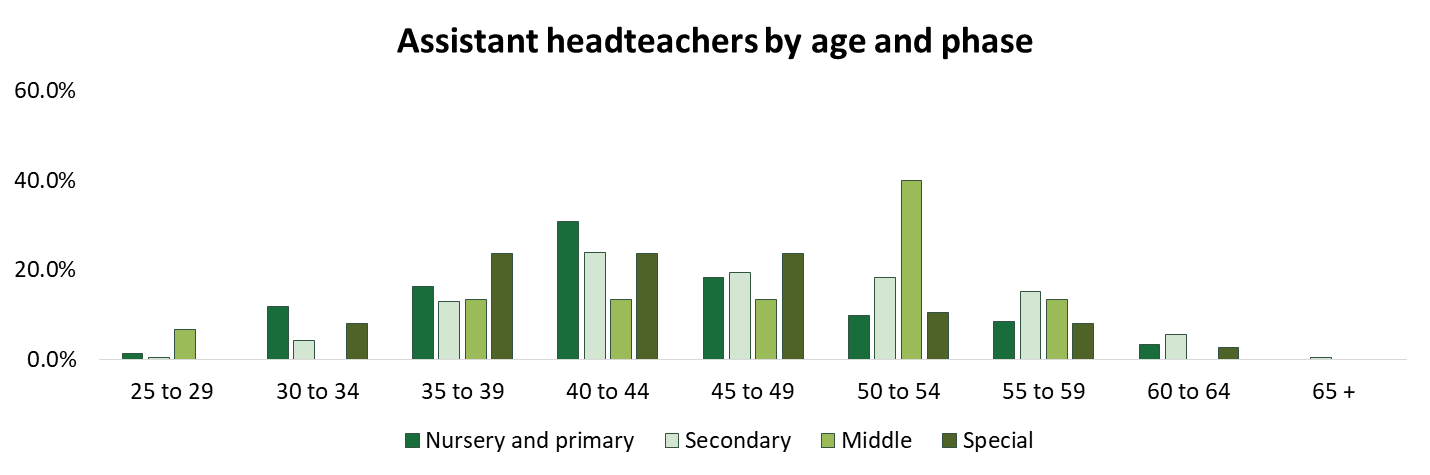 Assistant headteachers by age and phase
60.0%
40.0%
20.0%
0.0%
25 to 29 30 to 34 35 to 39 40 to 44 45 to 49 50 to 54 55 to 59 60 to 64 65 +
Nursery and primary Secondary Middle Special